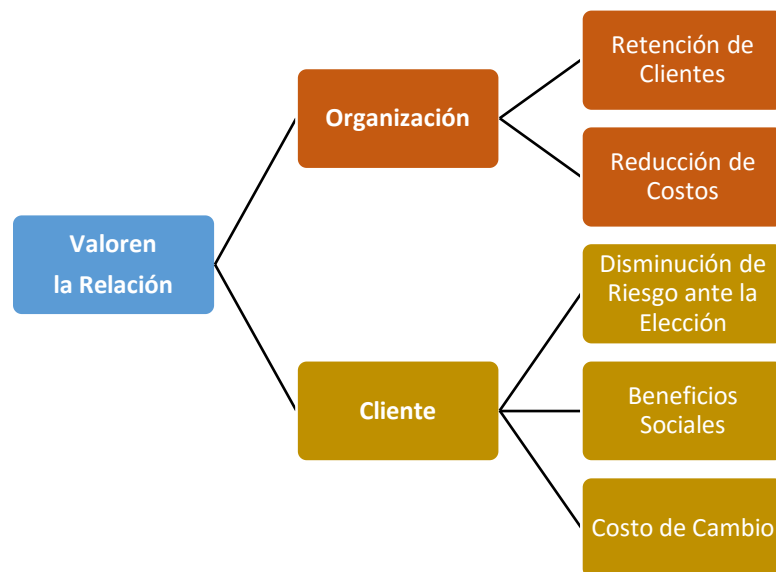 Valoren
la Relación
Organización
Retención de
Clientes
Reducción de
Costos
Cliente
Disminución de
Riesgo ante la
Elección
Beneficios
Sociales
Costo de Cambio